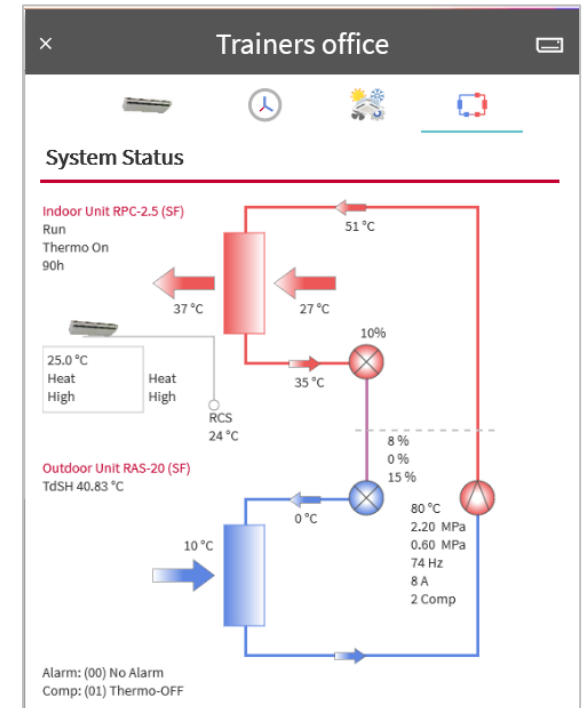 × Trainers office
System Status
Indoor Unit RPC-2.5 (SF)
Run
Thermo On
90h
51 °C
37 °C
27 °C
10%
35 °C
25.0 °C
Heat Heat
High High
RCS
24 °C
8 %
0 %
15 %
Outdoor Unit RAS-20 (SF)
TdSH 40.83 °C
0 °C
10 °C
80 °C
2.20 MPa
0.60 MPa
74 Hz
8 A
2 Comp
Alarm: (00) No Alarm
Comp: (01) Thermo-OFF